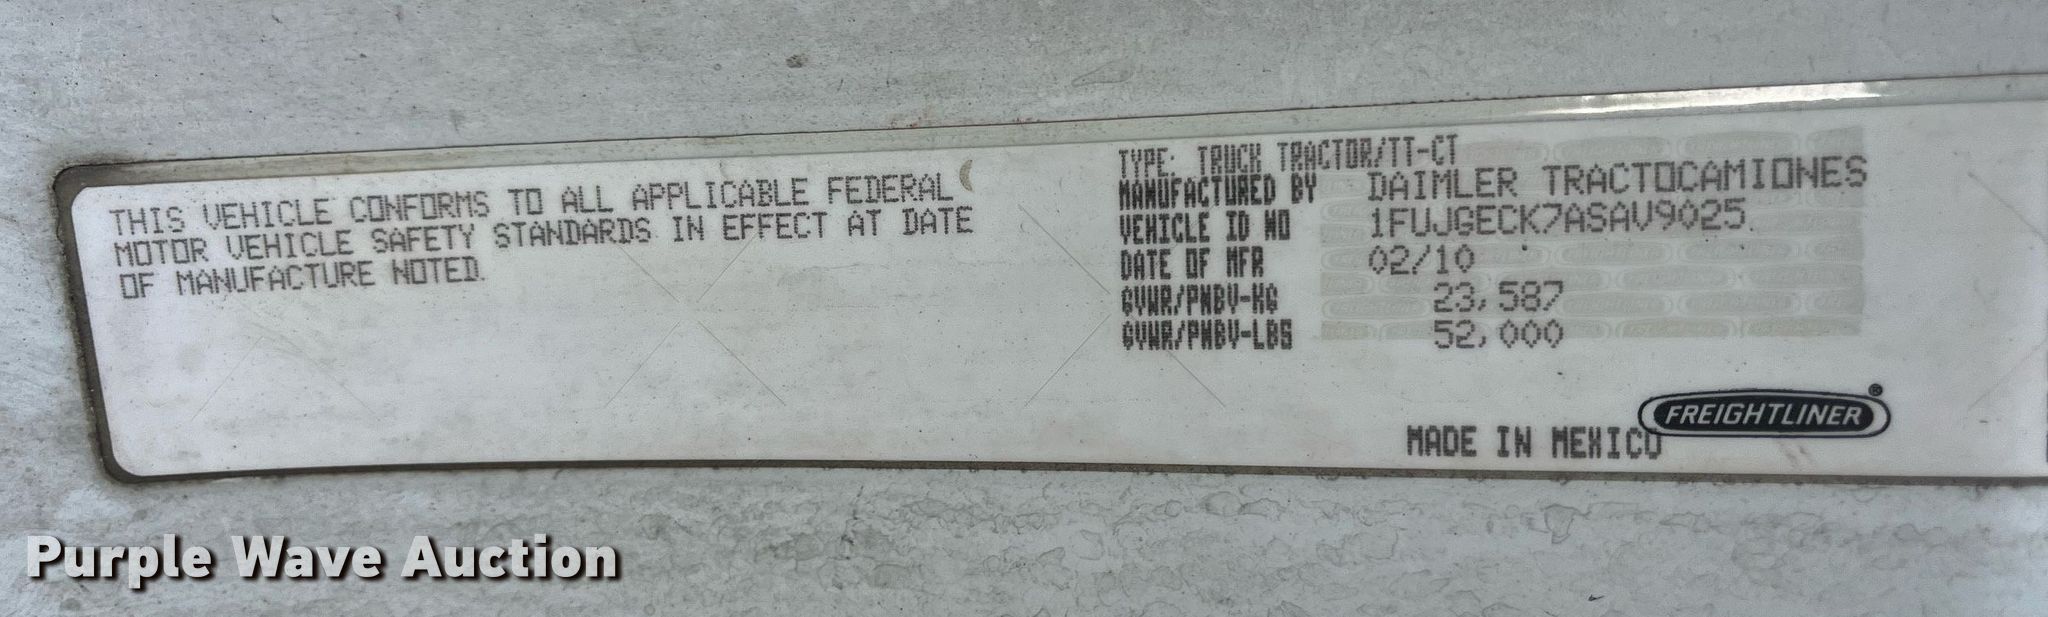 THIS VEHICLE CONFORMS TO ALL APPLICABLE FEDERAL
MOTOR VEHICLE SAFETY STANDARDS IN EFFECT AT DATE
OF MANUFACTURE NOTED.
TYPE: TRUCK TRACTOR/TT-CT
MANUFACTURED BY DAIMLER TRACTOCAMIONES
VEHICLE ID NO 1FUJGECK7ASAV9025
DATE OF MFR 02/10
GVWR/PNBV-KG 23,587
GVWR/PNBV-LBS 52,000
FREIGHTLINER®
MADE IN MEXICO
Purple Wave Auction